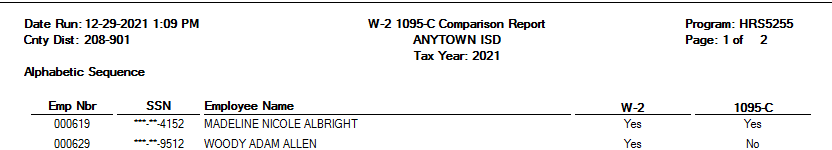 Date Run: 12-29-2021 1:09 PM W-2 1095-C Comparison Report Program: HRS5255
Cnty Dist: 208-901 ANYTOWN ISD Page: 1 of 2
Tax Year: 2021
Alphabetic Sequence
Emp Nbr SSN Employee Name W-2 1095-C
000619 ***-**-4152 MADELINE NICOLE ALBRIGHT Yes Yes
000629 ***-**-9512 WOODY ADAM ALLEN Yes No